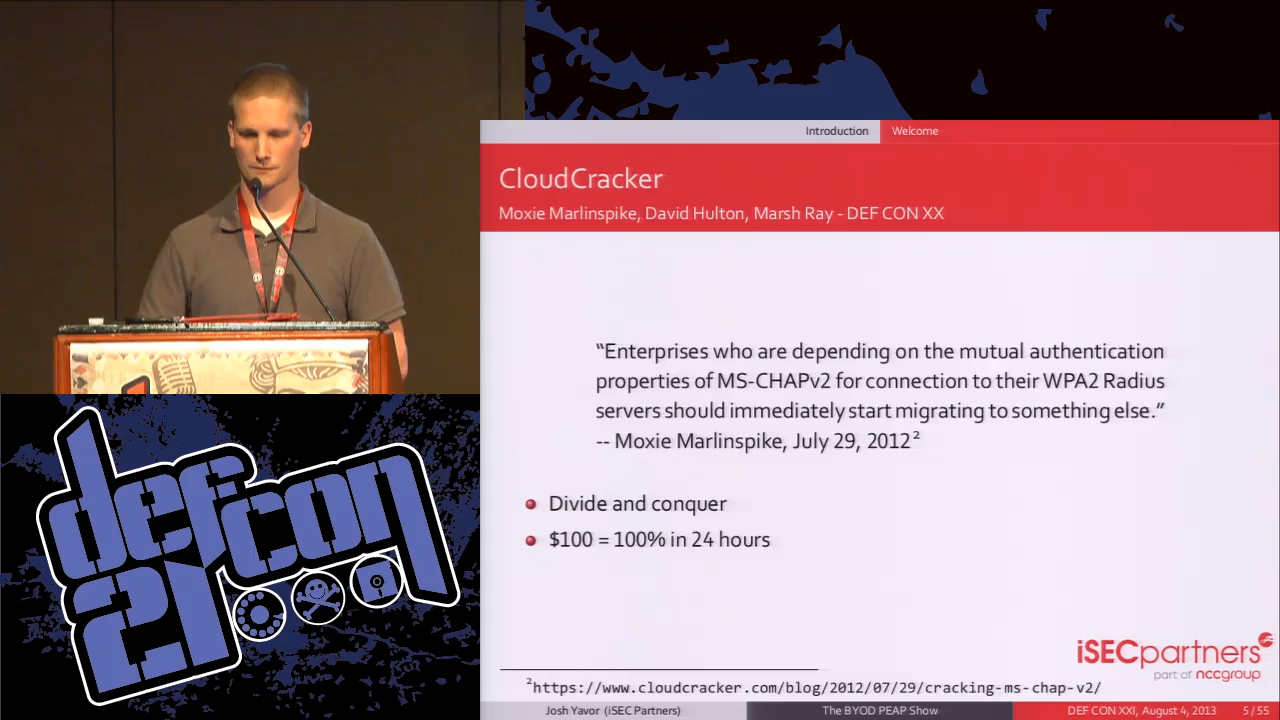 Introduction
Welcome
CloudCracker
Moxie Marlinspike, David Hulton, Marsh Ray - DEF CON XX
“Enterprises who are depending on the mutual authentication
properties of MS-CHAPv2 for connection to their WPA2 Radius
servers should immediately start migrating to something else.”
-- Moxie Marlinspike, July 29, 2012²
Divide and conquer
$100 = 100% in 24 hours
iSECpartners
part of nccgroup
²https://www.cloudcracker.com/blog/2012/07/29/cracking-ms-chap-v2/
Josh Yavor (iSEC Partners)
The BYOD PEAP Show
DEF CON XXI, August 4, 2013
5 / 55
defcon
21